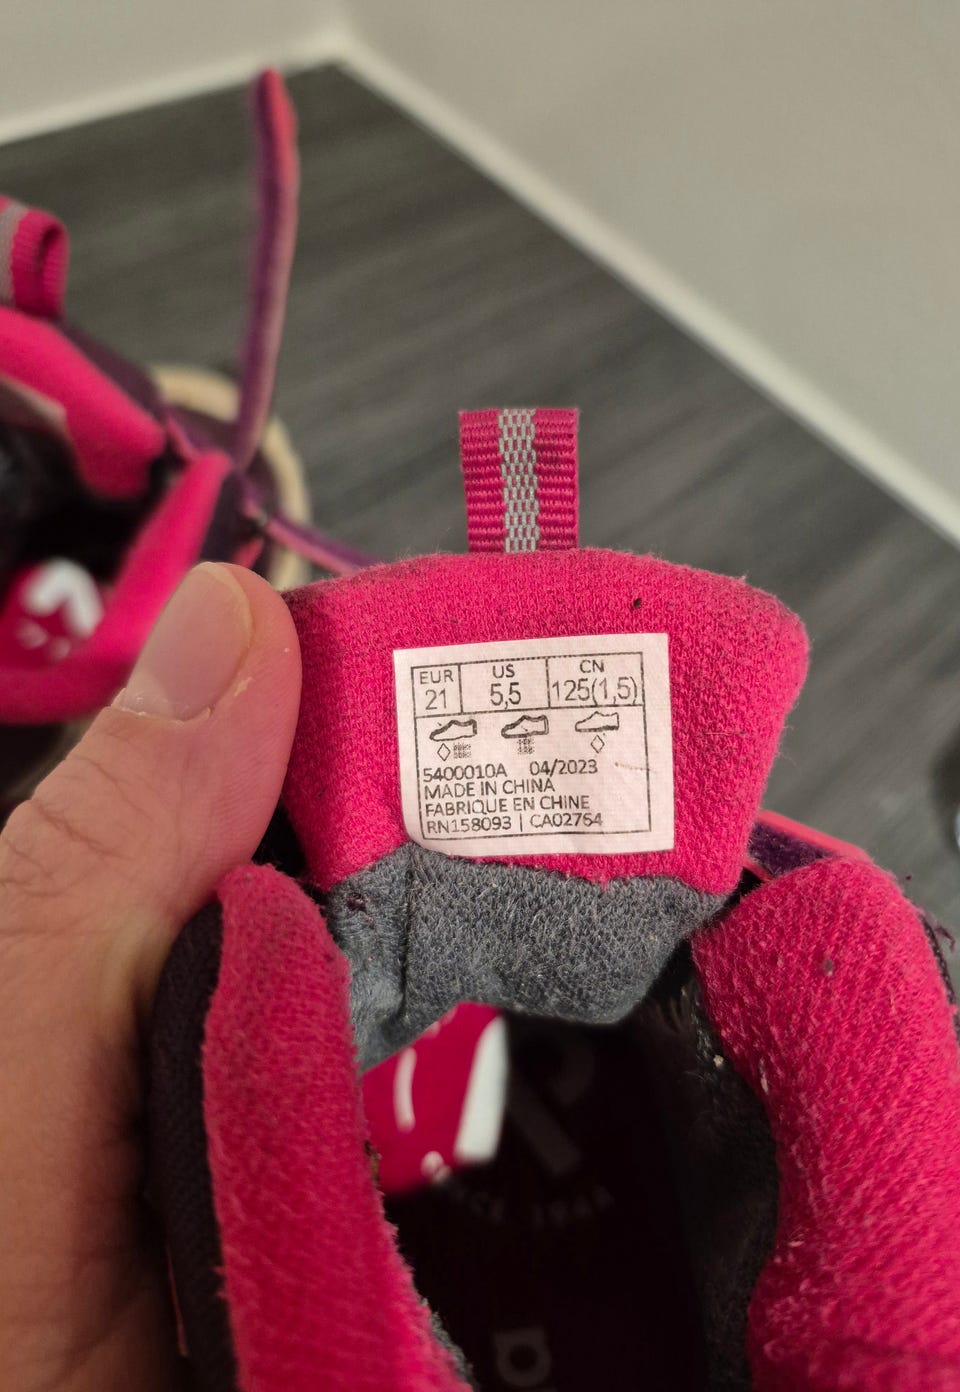 EUR US CN
21 5,5 125(1,5)
5400010A 04/2023
MADE IN CHINA
FABRIQUE EN CHINE
RN158093 | CA02764